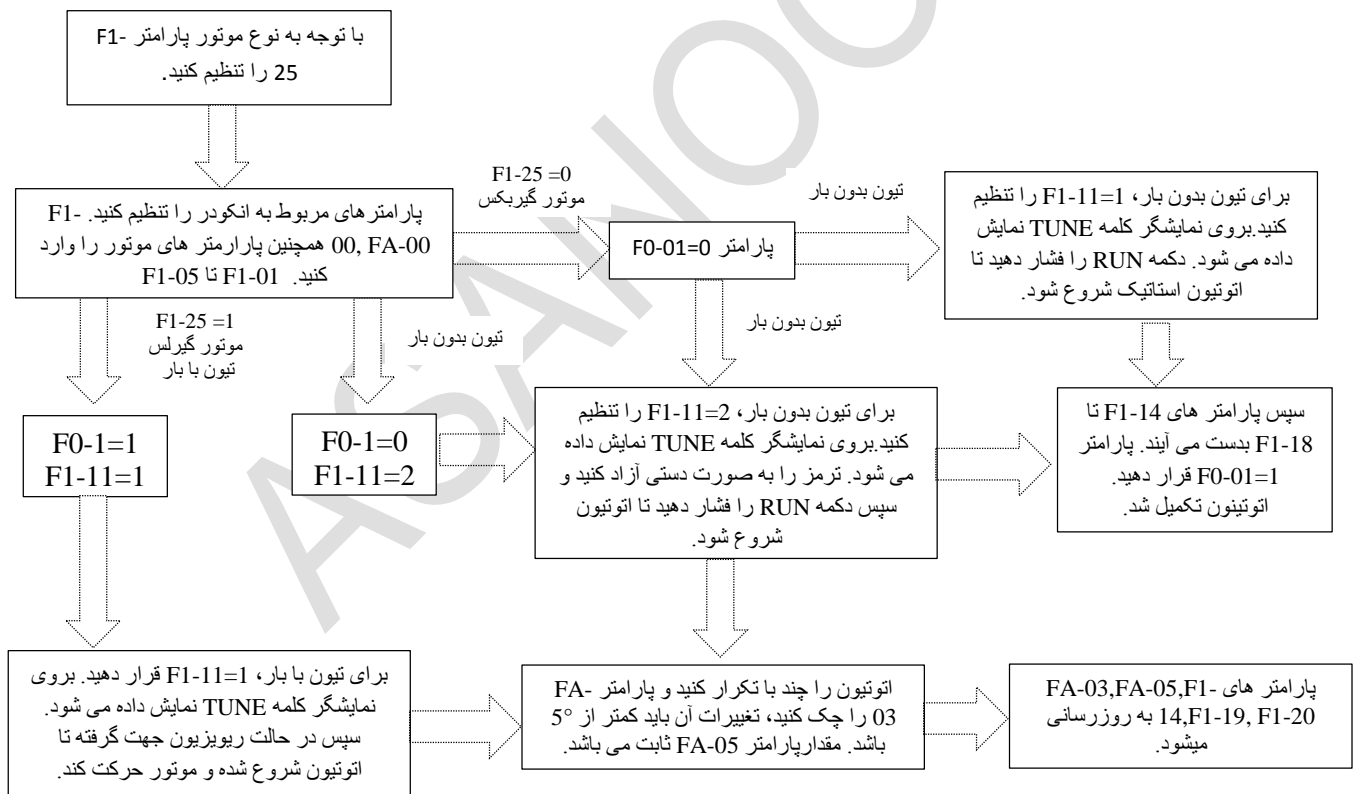 با توجه به نوع موتور پارامتر F1-
25 را تنظیم کنید.
پارامترهای مربوط به انکودر را تنظیم کنید. F1-
00, FA-00 همچنین پارارمتر های موتور را وارد
کنید. F1-01 تا F1-05
F1-25 =0
موتور گیربکس
پارامتر F0-01=0
تیون بدون بار
برای تیون بدون بار، F1-11=1 را تنظیم
کنید.بروی نمایشگر کلمه TUNE نمایش
داده می شود. دکمه RUN را فشار دهید تا
اتوتیون استاتیک شروع شود.
F1-25 =1
موتور گیرلس
تیون با بار
تیون بدون بار
تیون بدون بار
F0-1=1
F1-11=1
F0-1=0
F1-11=2
برای تیون بدون بار، F1-11=2 را تنظیم
کنید.بروی نمایشگر کلمه TUNE نمایش داده
می شود. ترمز را به صورت دستی آزاد کنید و
سپس دکمه RUN را فشار دهید تا اتوتیون
شروع شود.
سپس پارامتر های F1-14 تا
F1-18 بدست می آیند. پارامتر
F0-01=1 قرار دهید.
اتوتینون تکمیل شد.
برای تیون با بار، F1-11=1 قرار دهید. بروی
نمایشگر کلمه TUNE نمایش داده می شود.
سپس در حالت ریویزیون جهت گرفته تا
اتوتیون شروع شده و موتور حرکت کند.
اتوتیون را چند با تکرار کنید و پارامتر FA-
03 را چک کنید، تغییرات آن باید کمتر از 5°
باشد. مقدارپارامتر FA-05 ثابت می باشد.
پارامتر های FA-03,FA-05,F1-
14,F1-19, F1-20 به روزرسانی
میشود.
ASANOO